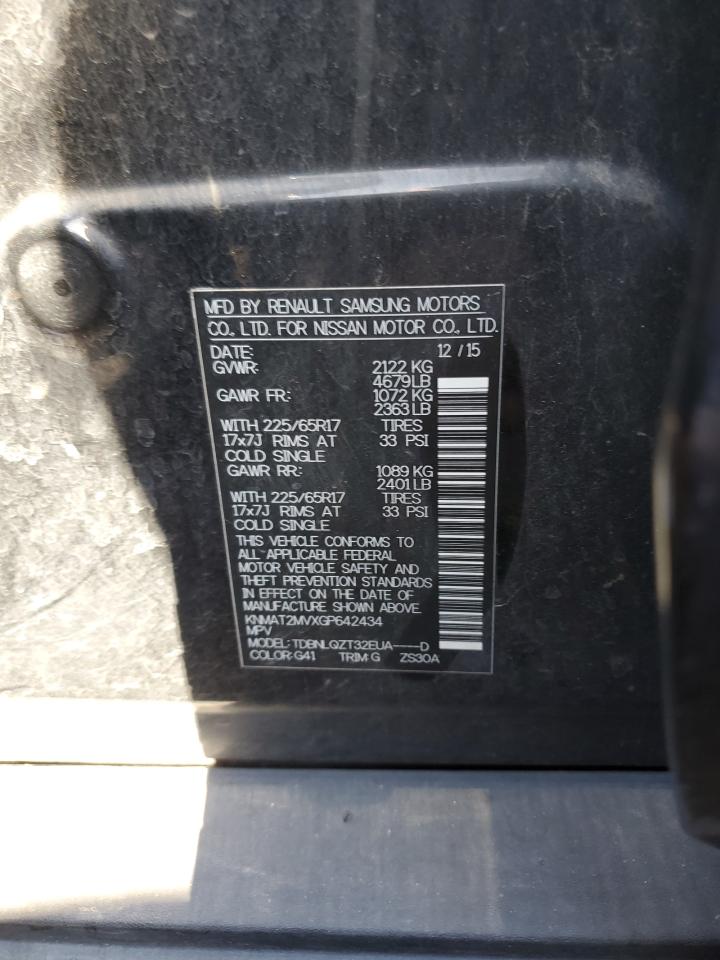 MFD BY RENAULT SAMSUNG MOTORS
CO., LTD. FOR NISSAN MOTOR CO., LTD.
DATE: 12 / 15
GVWR: 2122 KG
4679 LB
GAWR FR: 1072 KG
2363 LB
WITH 225/65R17 TIRES
17x7J RIMS AT 33 PSI
COLD SINGLE
GAWR RR: 1089 KG
2401 LB
WITH 225/65R17 TIRES
17x7J RIMS AT 33 PSI
COLD SINGLE
THIS VEHICLE CONFORMS TO
ALL APPLICABLE FEDERAL
MOTOR VEHICLE SAFETY AND
THEFT PREVENTION STANDARDS
IN EFFECT ON THE DATE OF
MANUFACTURE SHOWN ABOVE.
KNMAT2MVXGP642434
MPV
MODEL: TDBNLQZT32EUA----D
COLOR: G41 TRIM: G ZS30A